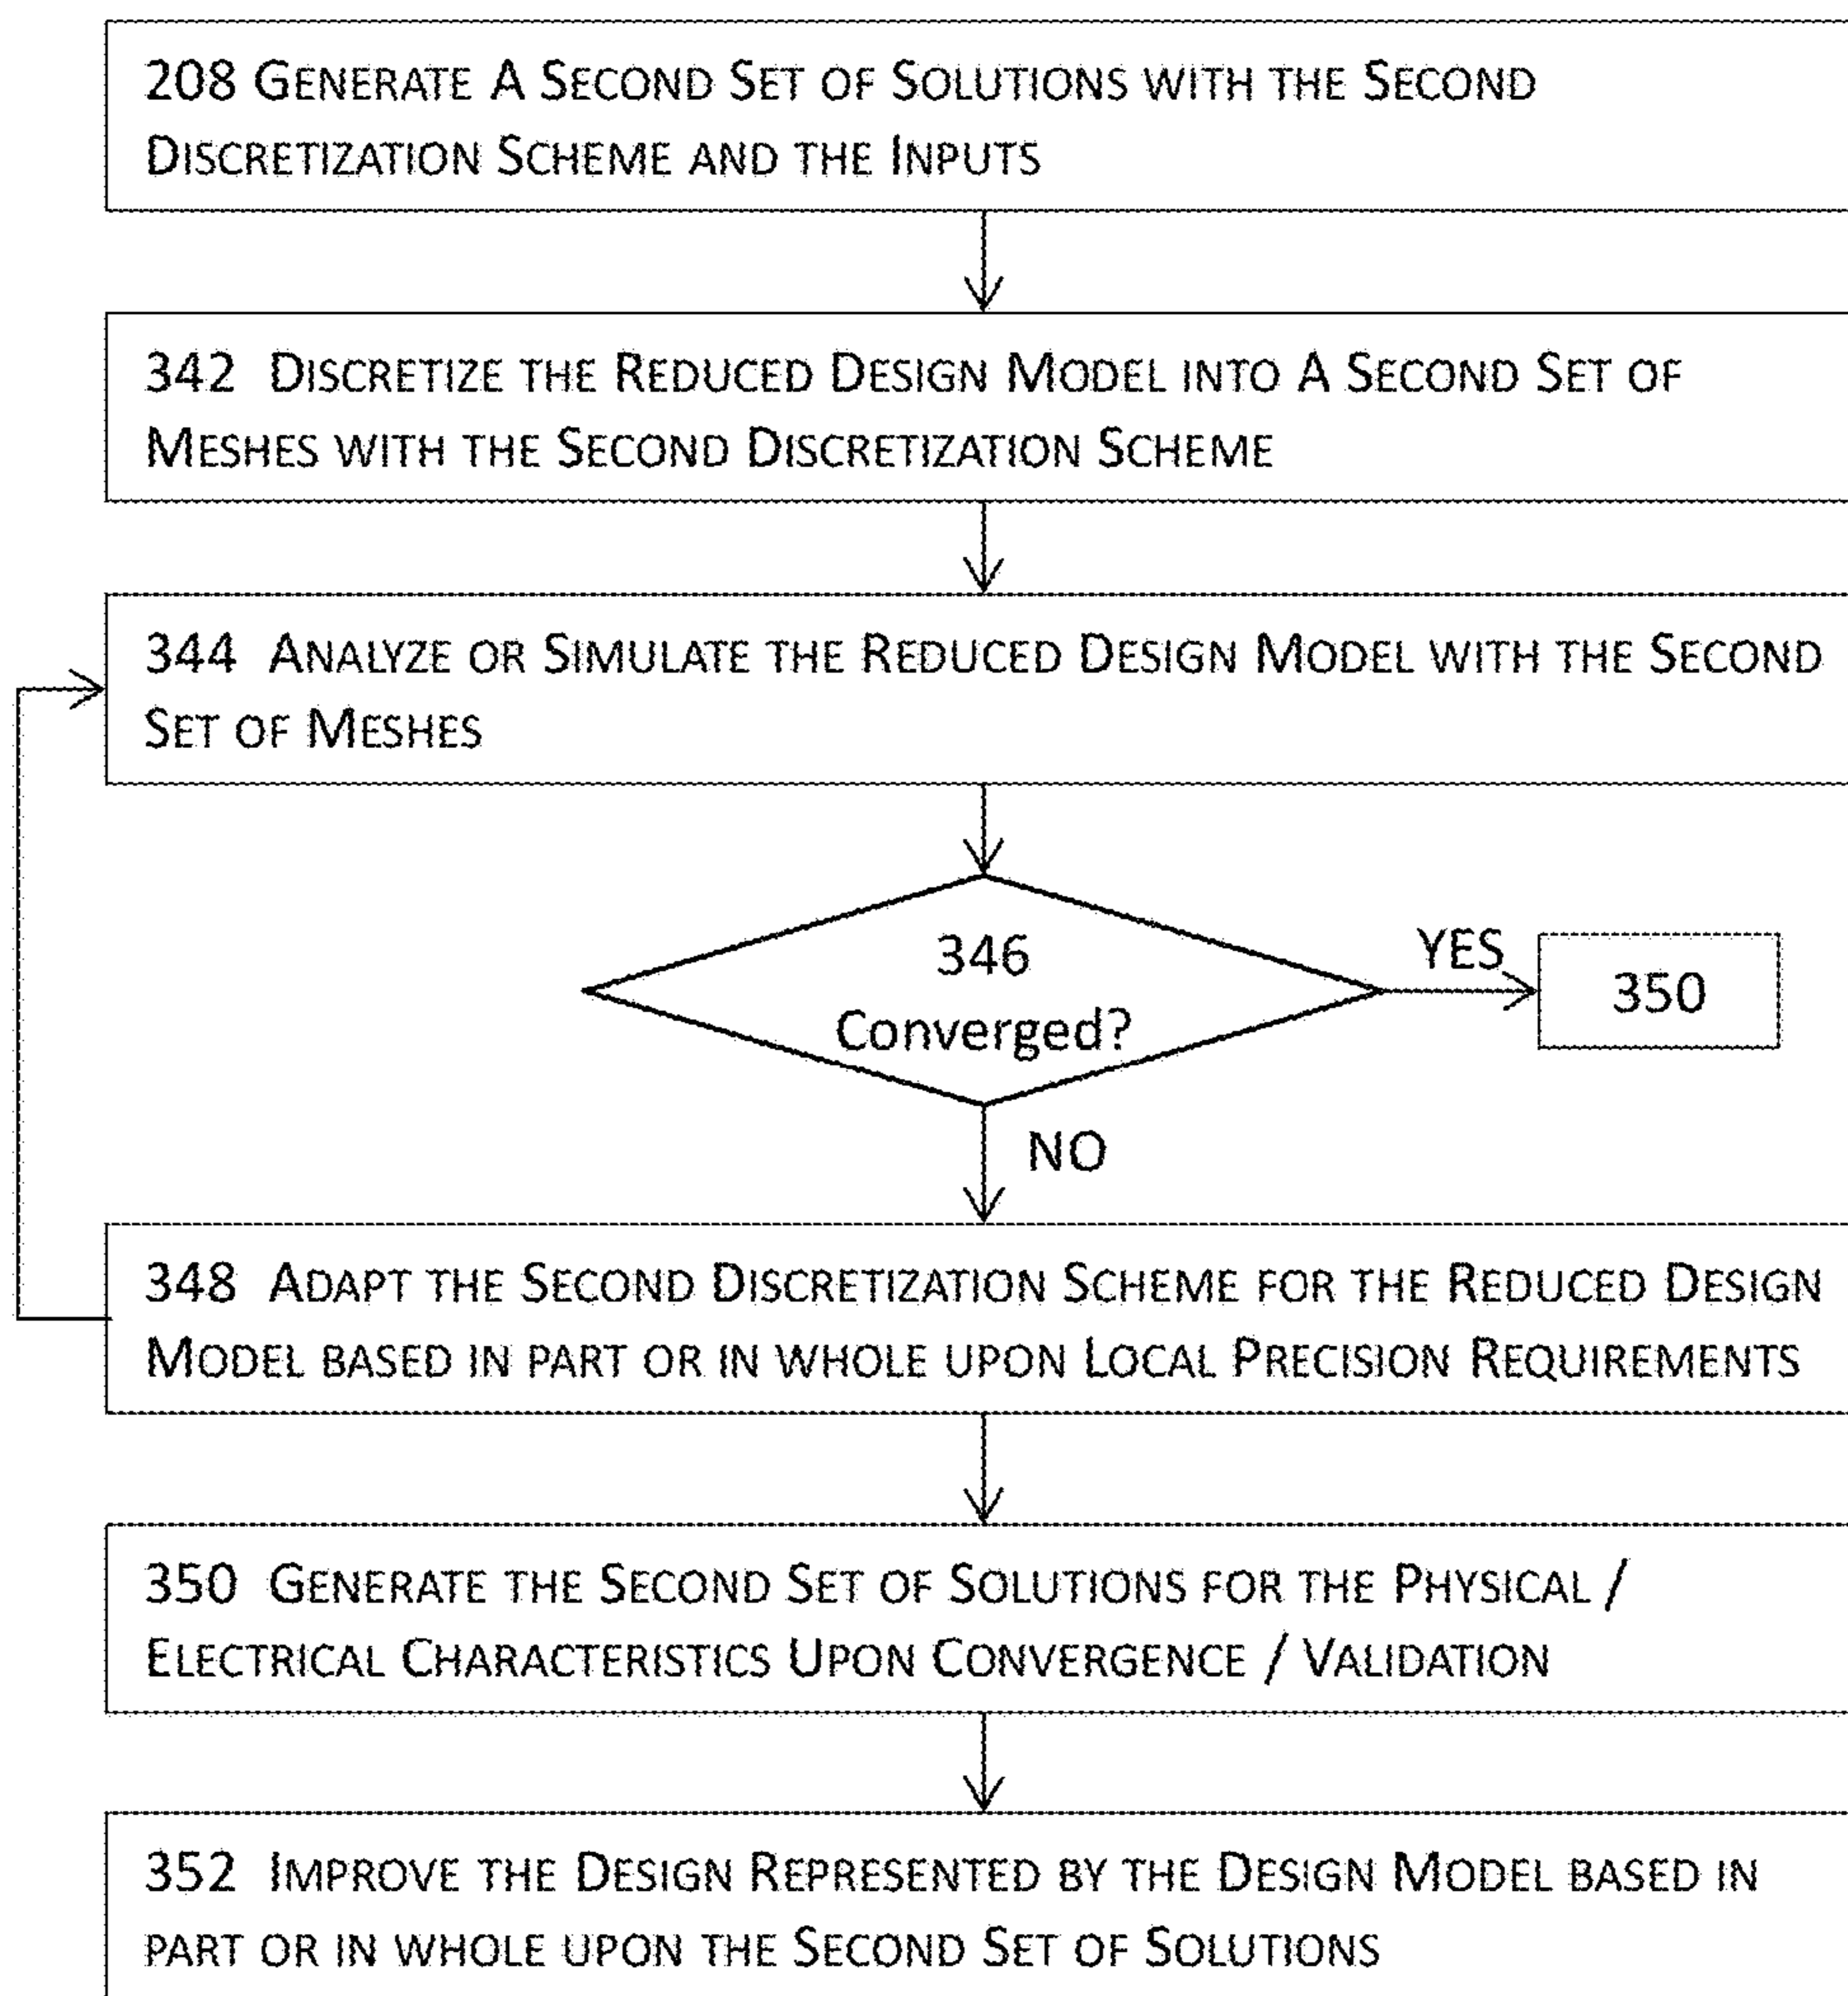 208 Generate A Second Set of Solutions with the Second
Discretization Scheme and the Inputs
342 Discretize the Reduced Design Model into A Second Set of
Meshes with the Second Discretization Scheme
344 Analyze or Simulate the Reduced Design Model with the Second
Set of Meshes
346
Converged?
YES
350
NO
348 Adapt the Second Discretization Scheme for the Reduced Design
Model based in part or in whole upon Local Precision Requirements
350 Generate the Second Set of Solutions for the Physical /
Electrical Characteristics Upon Convergence / Validation
352 Improve the Design Represented by the Design Model based in
part or in whole upon the Second Set of Solutions